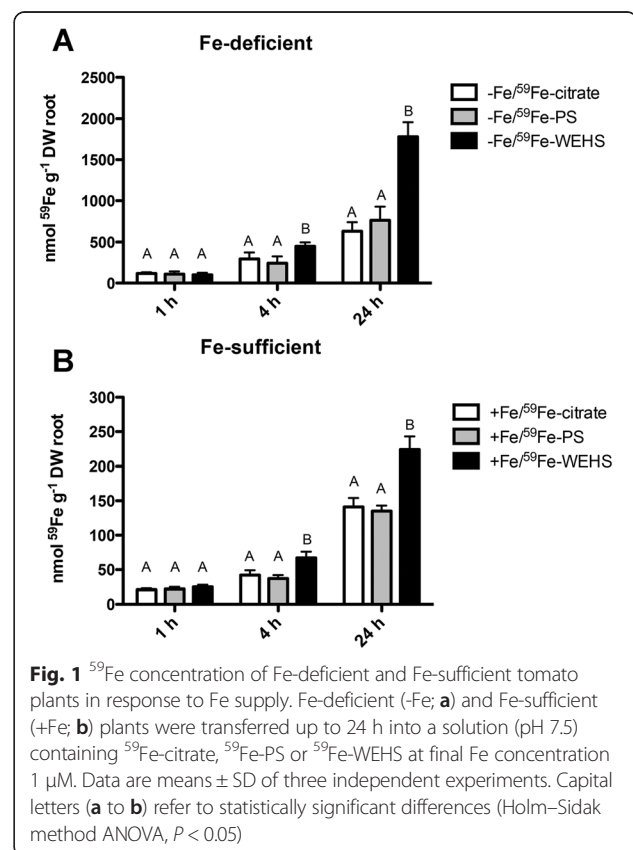 A
Fe-deficient
2500
2000
1500
1000
500
0
nmol ⁵⁹Fe g⁻¹ DW root
A A A
A A B
A A B
1 h
4 h
24 h
-Fe/⁵⁹Fe-citrate
-Fe/⁵⁹Fe-PS
-Fe/⁵⁹Fe-WEHS
B
Fe-sufficient
300
250
200
150
100
50
0
nmol ⁵⁹Fe g⁻¹ DW root
A A A
A A B
A A B
1 h
4 h
24 h
+Fe/⁵⁹Fe-citrate
+Fe/⁵⁹Fe-PS
+Fe/⁵⁹Fe-WEHS
Fig. 1 ⁵⁹Fe concentration of Fe-deficient and Fe-sufficient tomato
plants in response to Fe supply. Fe-deficient (-Fe; a) and Fe-sufficient
(+Fe; b) plants were transferred up to 24 h into a solution (pH 7.5)
containing ⁵⁹Fe-citrate, ⁵⁹Fe-PS or ⁵⁹Fe-WEHS at final Fe concentration
1 μM. Data are means ± SD of three independent experiments. Capital
letters (a to b) refer to statistically significant differences (Holm–Sidak
method ANOVA, P < 0.05)